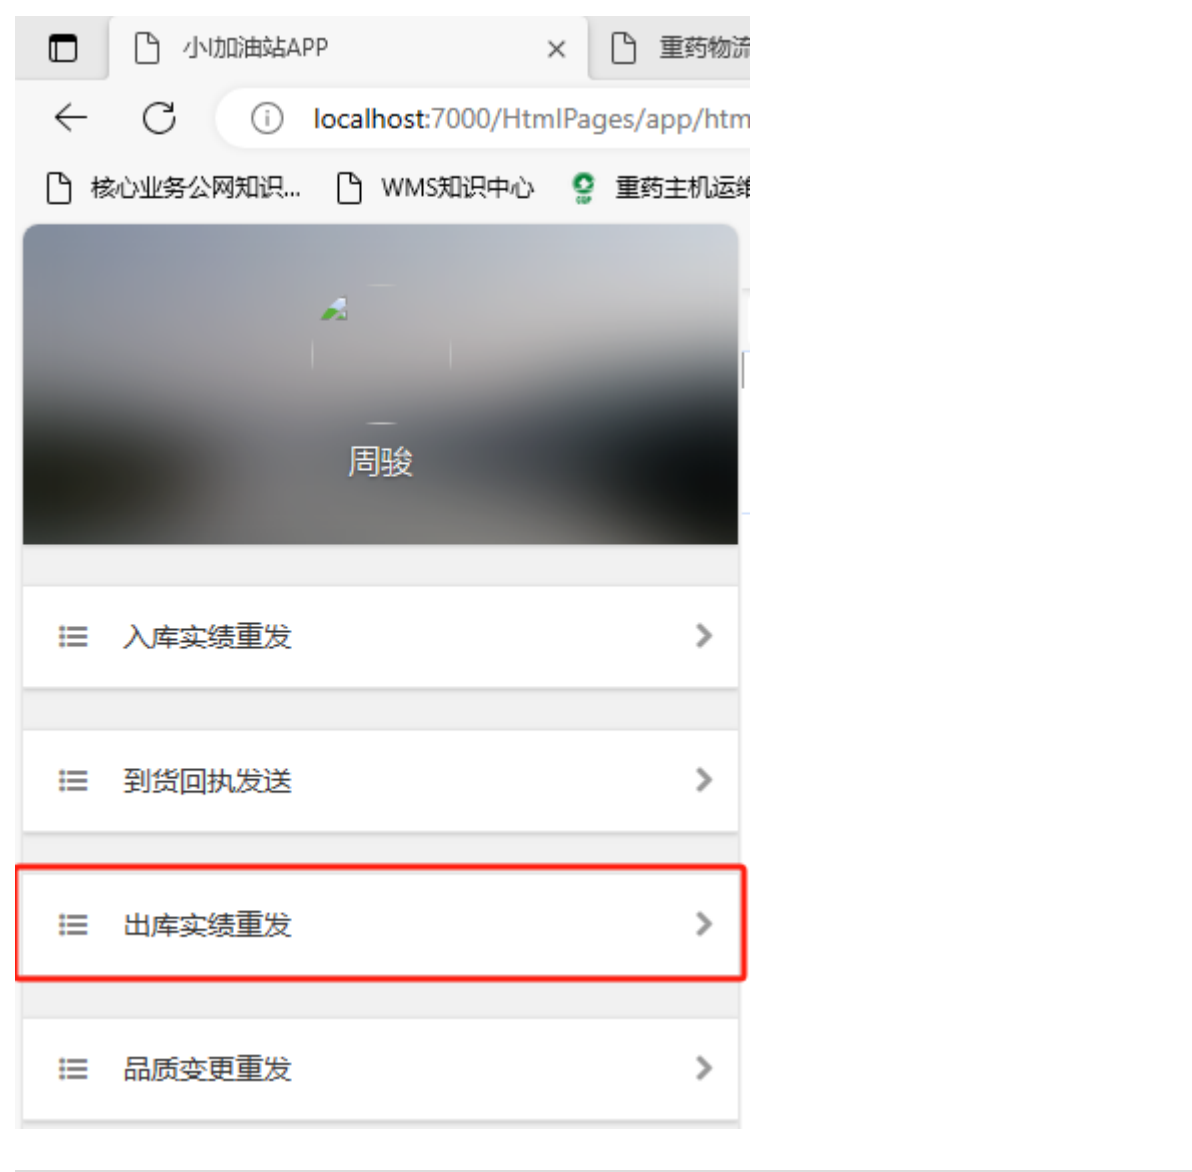 小I加油站APP
重药物流
localhost:7000/HtmlPages/app/htm
核心业务公网知识...
WMS知识中心
重药主机运维
周骏
入库实绩重发
到货回执发送
出库实绩重发
品质变更重发